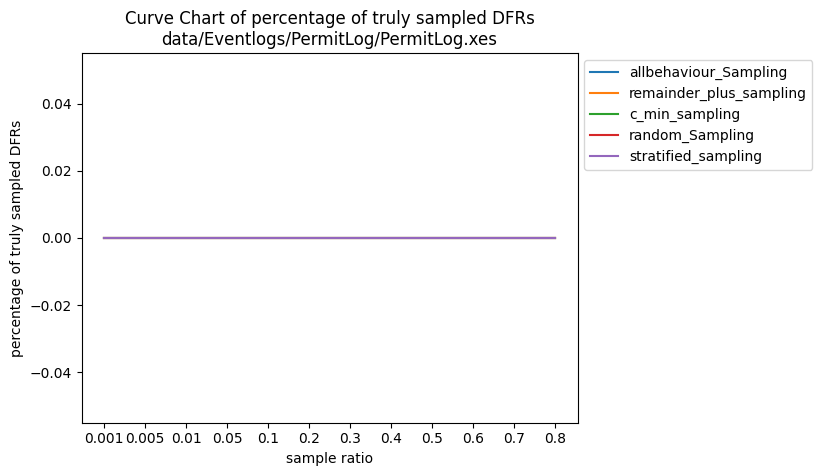 Curve Chart of percentage of truly sampled DFRs
data/Eventlogs/PermitLog/PermitLog.xes
allbehaviour_Sampling
remainder_plus_sampling
c_min_sampling
random_Sampling
stratified_sampling
percentage of truly sampled DFRs
0.04
0.02
0.00
−0.02
−0.04
0.001 0.005 0.01 0.05 0.1 0.2 0.3 0.4 0.5 0.6 0.7 0.8
sample ratio